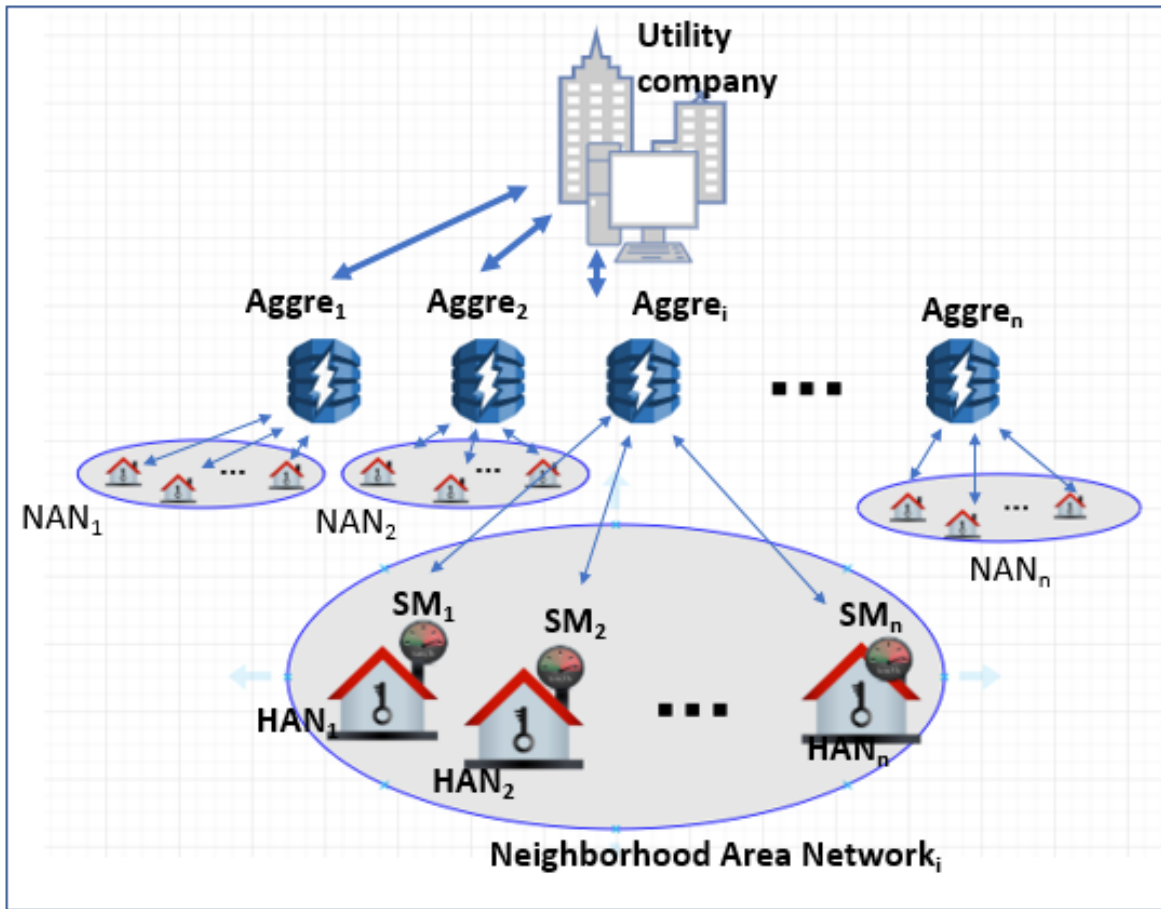 Utility
company
Aggre₁
Aggre₂
Aggreᵢ
Aggreₙ
...
NAN₁
...
NAN₂
...
...
NANₙ
SM₁
SM₂
SMₙ
HAN₁
HAN₂
...
HANₙ
Neighborhood Area Networkᵢ